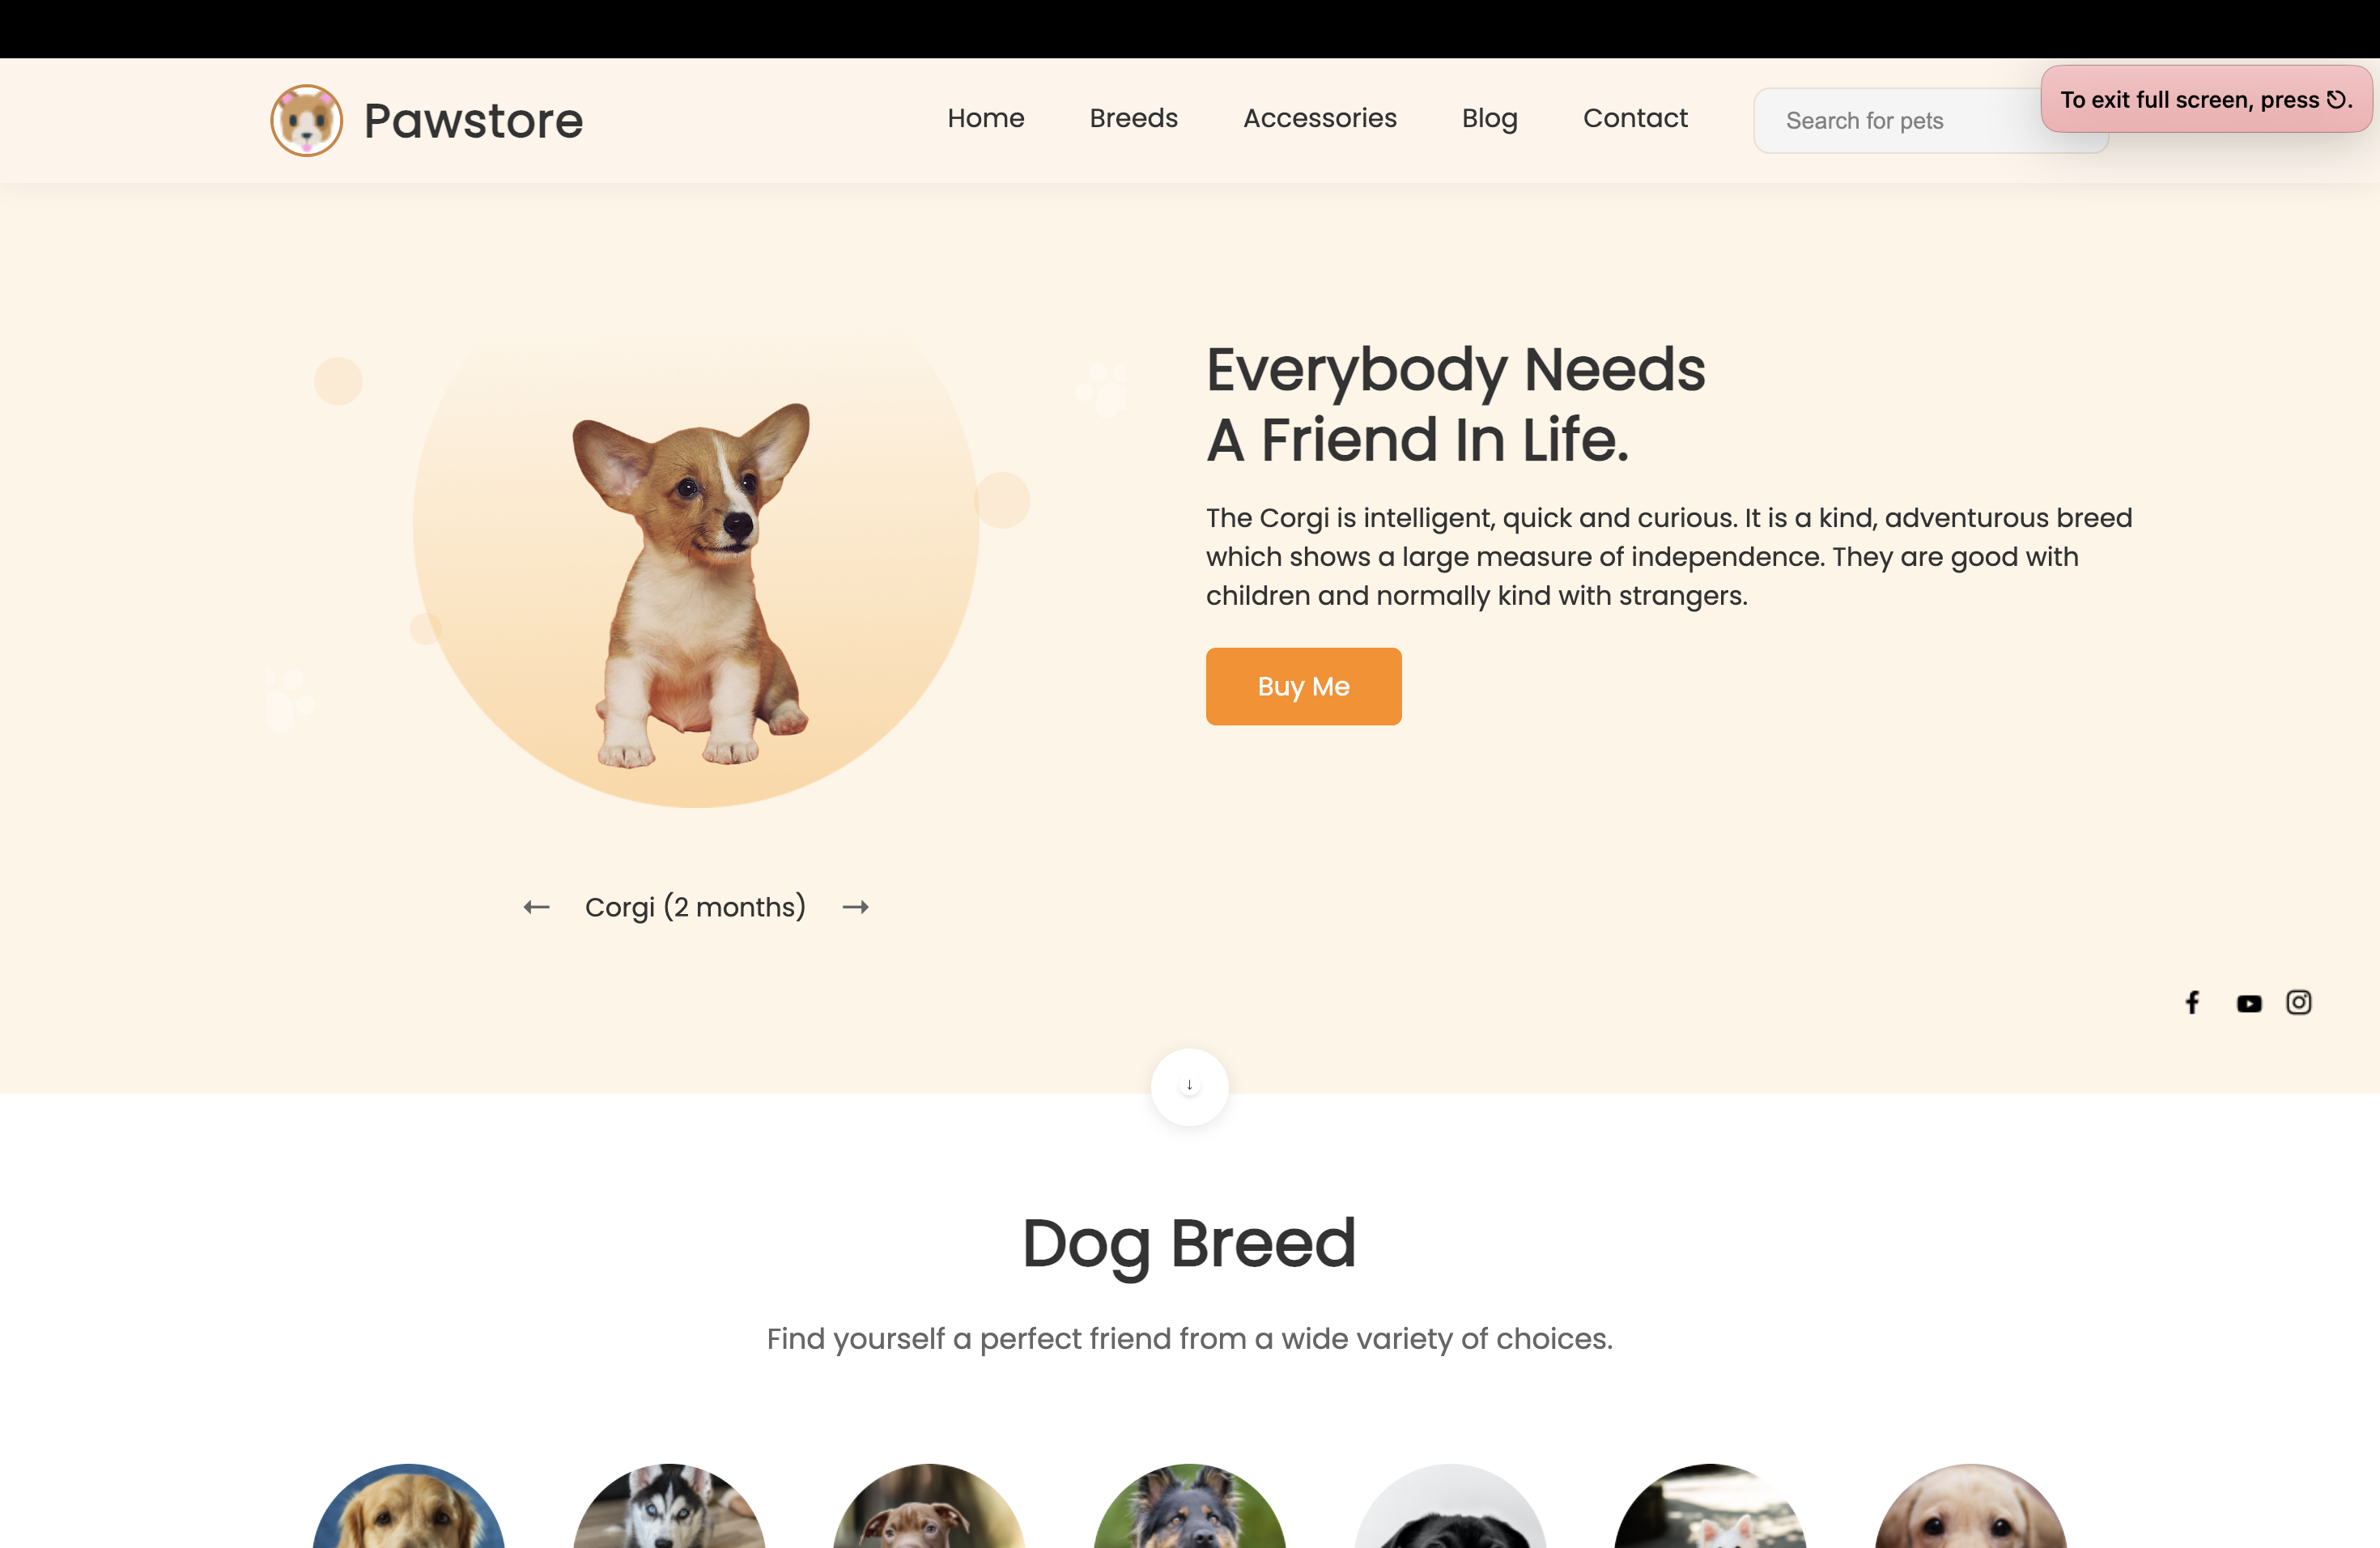 Pawstore
Home
Breeds
Accessories
Blog
Contact
Search for pets
To exit full screen, press ⎋.
Everybody Needs
A Friend In Life.
The Corgi is intelligent, quick and curious. It is a kind, adventurous breed
which shows a large measure of independence. They are good with
children and normally kind with strangers.
Buy Me
← Corgi (2 months) →
↓
Dog Breed
Find yourself a perfect friend from a wide variety of choices.